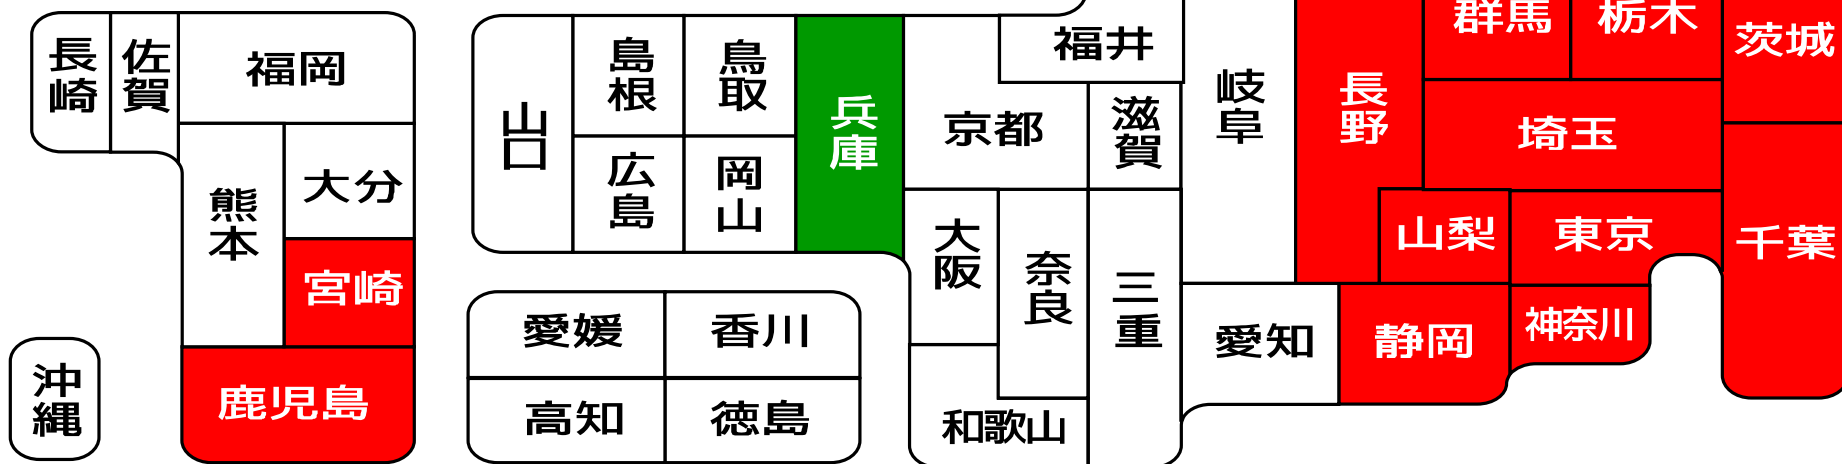 長崎
佐賀
福岡
熊本
大分
宮崎
鹿児島
沖縄
山口
島根
鳥取
広島
岡山
兵庫
愛媛
香川
高知
徳島
福井
京都
滋賀
大阪
奈良
和歌山
三重
岐阜
愛知
長野
群馬
栃木
茨城
埼玉
山梨
東京
千葉
静岡
神奈川